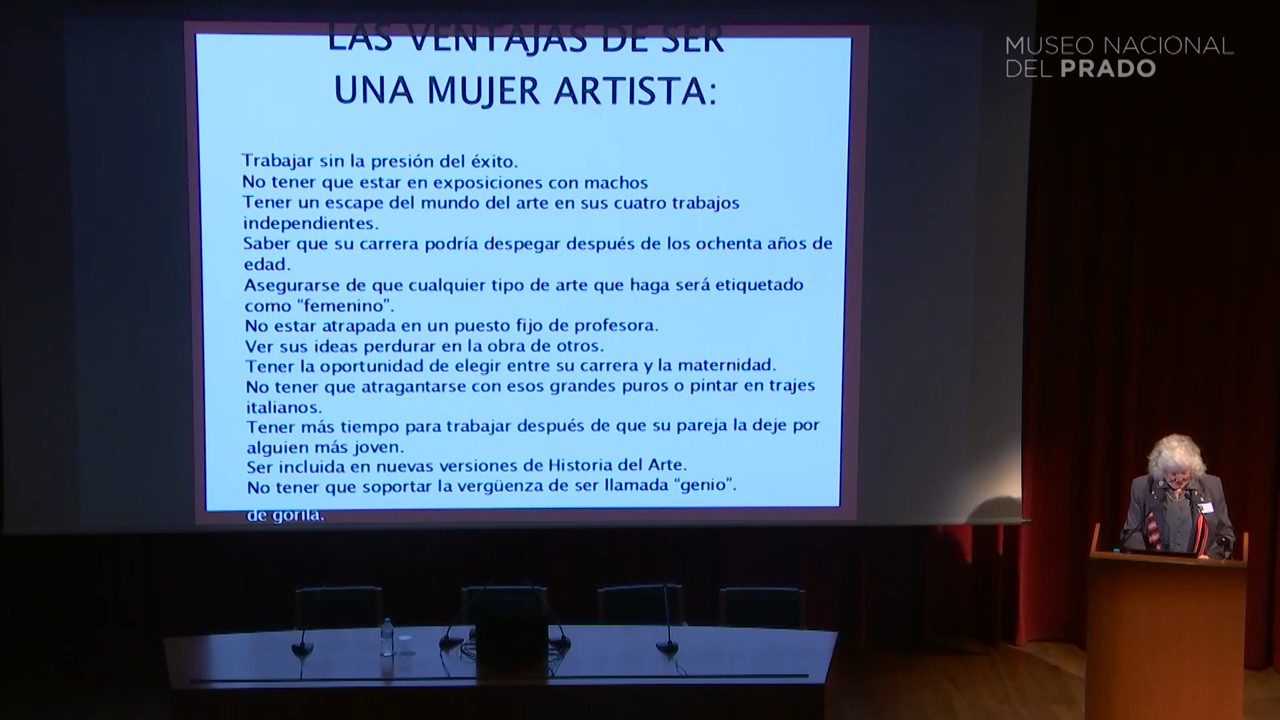 LAS VENTAJAS DE SER
UNA MUJER ARTISTA:
Trabajar sin la presión del éxito.
No tener que estar en exposiciones con machos
Tener un escape del mundo del arte en sus cuatro trabajos
independientes.
Saber que su carrera podría despegar después de los ochenta años de
edad.
Asegurarse de que cualquier tipo de arte que haga será etiquetado
como “femenino”.
No estar atrapada en un puesto fijo de profesora.
Ver sus ideas perdurar en la obra de otros.
Tener la oportunidad de elegir entre su carrera y la maternidad.
No tener que atragantarse con esos grandes puros o pintar en trajes
italianos.
Tener más tiempo para trabajar después de que su pareja la deje por
alguien más joven.
Ser incluida en nuevas versiones de Historia del Arte.
No tener que soportar la vergüenza de ser llamada “genio”.
de gorila.
MUSEO NACIONAL
DEL PRADO